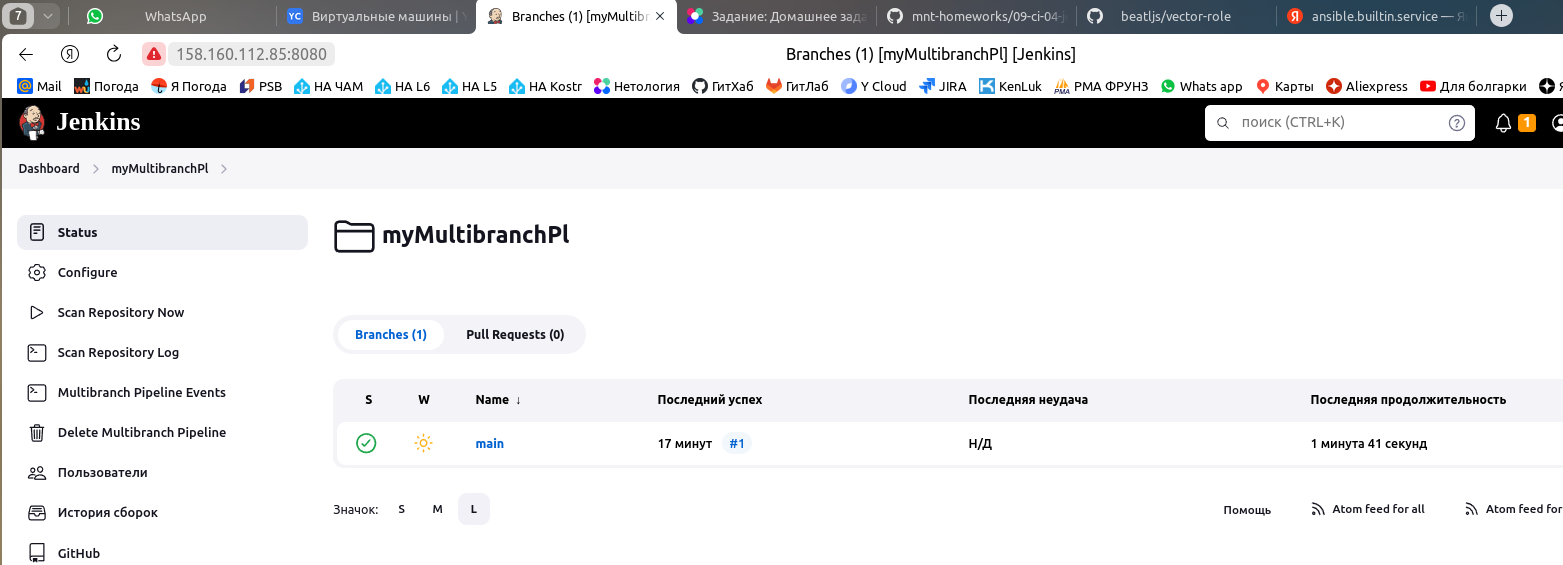 7 WhatsApp YC Виртуальные машины | Branches (1) [myMultibr Задание: Домашнее зада mnt-homeworks/09-ci-04-j beatljs/vector-role Я ansible.builtin.service —
Я 158.160.112.85:8080 Branches (1) [myMultibranchPl] [Jenkins]
Mail Погода Я Погода PSB НА ЧАМ НА L6 НА L5 НА Kostr Нетология ГитХаб ГитЛаб Y Cloud JIRA KenLuk PMA РМА ФРУНЗ Whats app Карты Aliexpress Для болгарки
Jenkins поиск (CTRL+K) ? 1
Dashboard myMultibranchPl
Status
Configure
Scan Repository Now
Scan Repository Log
Multibranch Pipeline Events
Delete Multibranch Pipeline
Пользователи
История сборок
GitHub
myMultibranchPl
Branches (1) Pull Requests (0)
S W Name ↓ Последний успех Последняя неудача Последняя продолжительность
main 17 минут #1 Н/Д 1 минута 41 секунд
Значок: S M L Помощь Atom feed for all Atom feed for